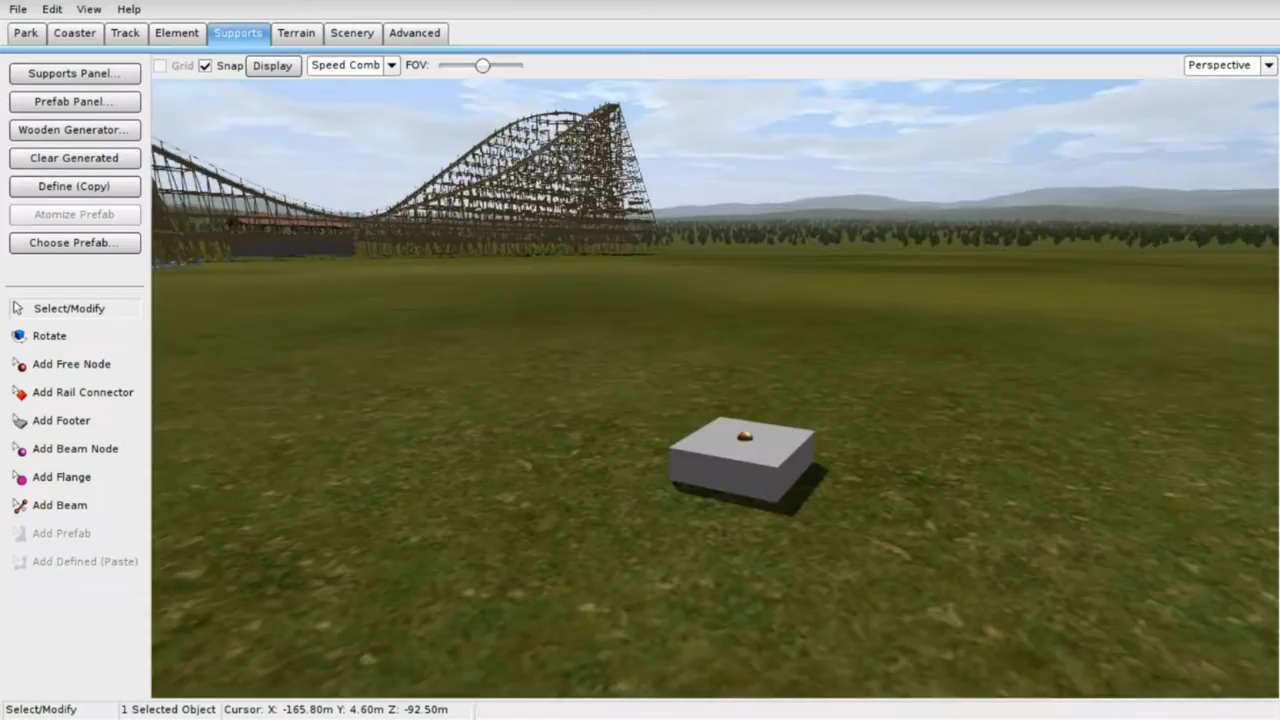 File Edit View Help
Park Coaster Track Element Supports Terrain Scenery Advanced
Grid Snap Display Speed Comb FOV: Perspective
Supports Panel...
Prefab Panel...
Wooden Generator...
Clear Generated
Define (Copy)
Atomize Prefab
Choose Prefab...
Select/Modify
Rotate
Add Free Node
Add Rail Connector
Add Footer
Add Beam Node
Add Flange
Add Beam
Add Prefab
Add Defined (Paste)
Select/Modify 1 Selected Object Cursor: X: -165.80m Y: 4.60m Z: -92.50m